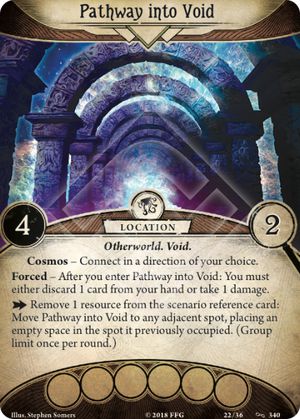 Pathway into Void
4
LOCATION
2
Otherworld. Void.
Cosmos – Connect in a direction of your choice.
Forced – After you enter Pathway into Void: You must
either discard 1 card from your hand or take 1 damage.
Remove 1 resource from the scenario reference card:
Move Pathway into Void to any adjacent spot, placing an
empty space in the spot it previously occupied. (Group
limit once per round.)
Illus. Stephen Somers
© 2018 FFG
22/36
340